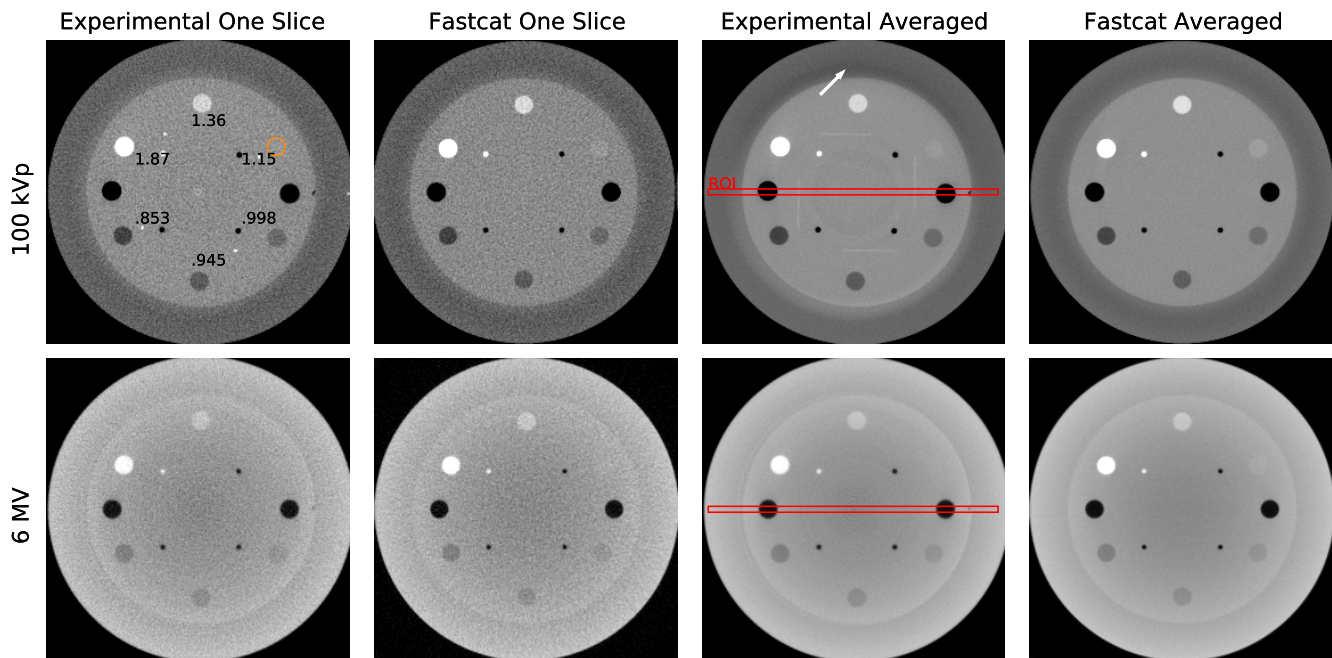 Experimental One Slice
Fastcat One Slice
Experimental Averaged
Fastcat Averaged
100 kVp
1.36
1.87
1.15
.853
.998
.945
ROI
6 MV